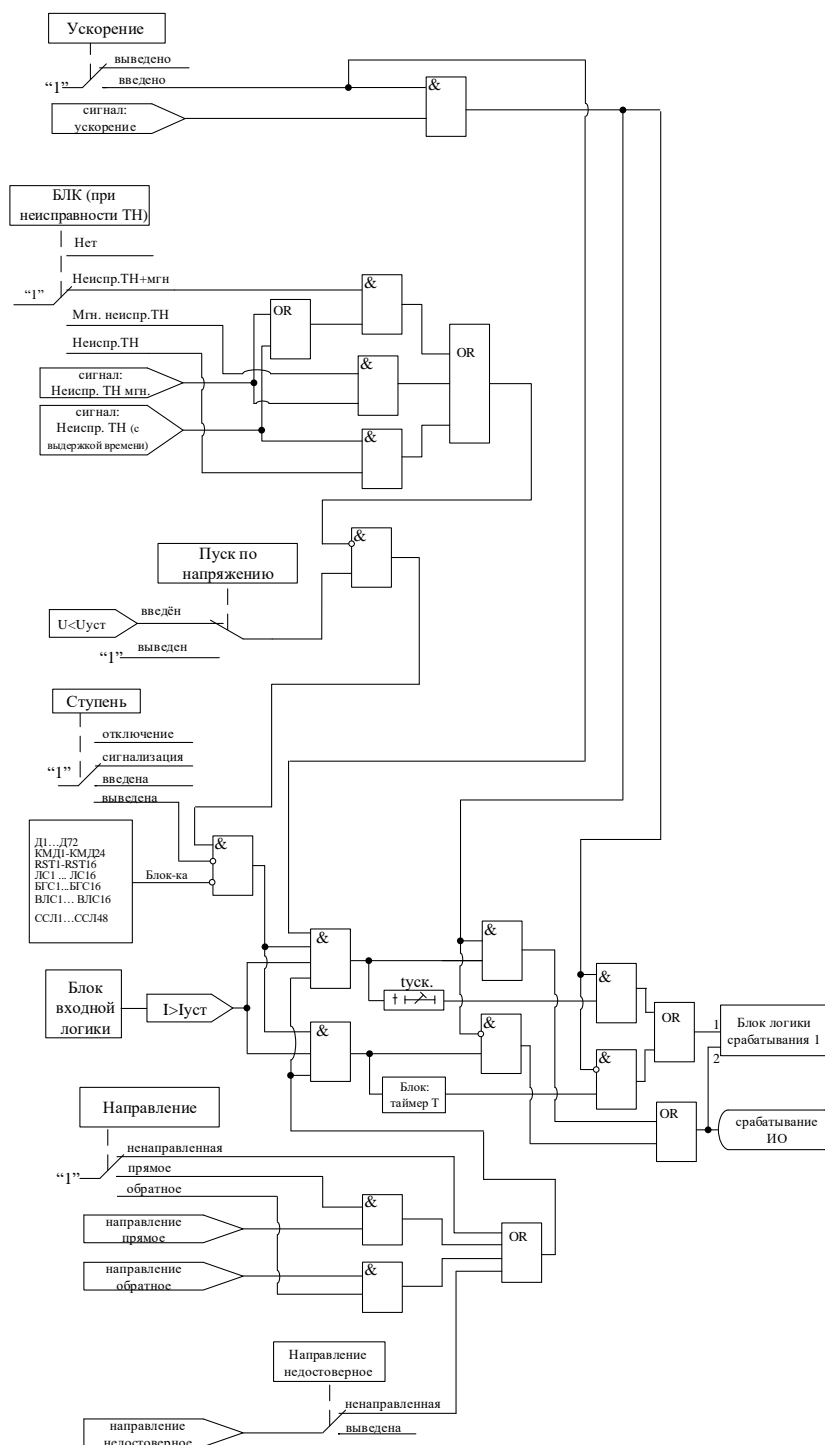 Ускорение
выведено
введено
“1”
&
сигнал:
ускорение
БЛК (при
неисправности ТН)
Нет
Неиспр.ТН+мгн
“1”
&
Мгн. неиспр.ТН
OR
Неиспр.ТН
OR
&
сигнал:
Неиспр. ТН мгн.
сигнал:
Неиспр. ТН (с
выдержкой времени)
&
&
Пуск по
напряжению
введён
U<Uуст
“1”
выведен
Ступень
отключение
сигнализация
“1”
введена
выведена
&
Д1…Д72
КМД1-КМД24
RST1-RST16
ЛС1 ... ЛС16
БГС1...БГС16
ВЛС1… ВЛС16
ССЛ1…ССЛ48
Блок-ка
&
&
tуск.
&
Блок
входной
логики
I>Iуст
&
&
OR
1
2
Блок логики
срабатывания 1
&
Блок:
таймер Т
&
OR
срабатывание
ИО
Направление
ненаправленная
“1”
прямое
обратное
&
направление
прямое
OR
направление
обратное
&
Направление
недостоверное
ненаправленная
выведена
направление
недостоверное